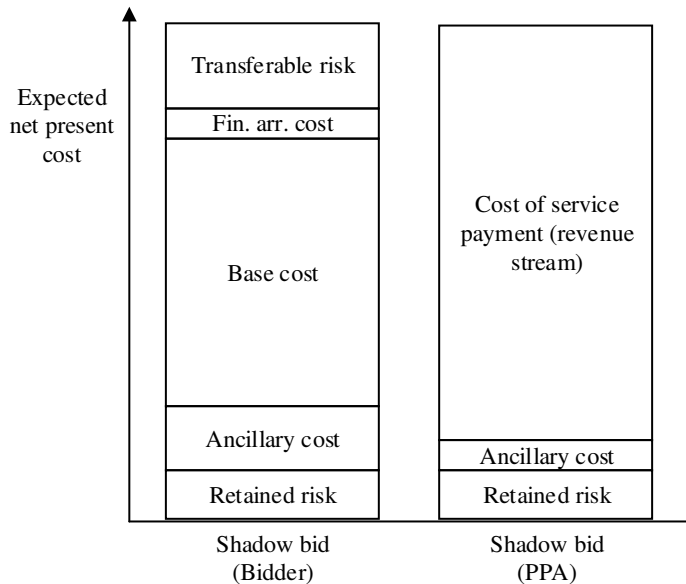 Expected
net present
cost
Transferable risk
Fin. arr. cost
Base cost
Ancillary cost
Retained risk
Cost of service
payment (revenue
stream)
Ancillary cost
Retained risk
Shadow bid
(Bidder)
Shadow bid
(PPA)